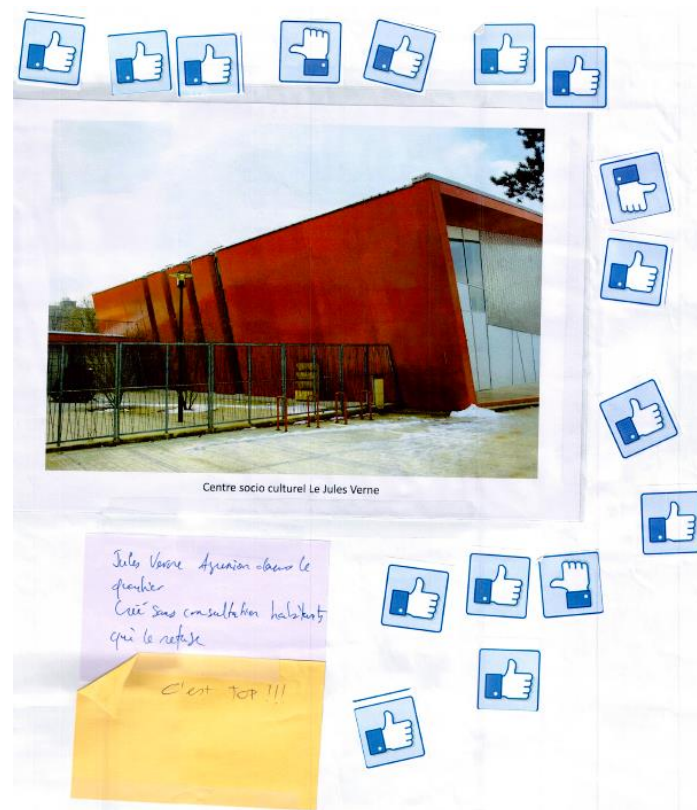 Centre socio culturel Le Jules Verne
Jules Verne dans le
quartier
Créé sans consultation habitants
qui le refuse
C'est TOP !!!